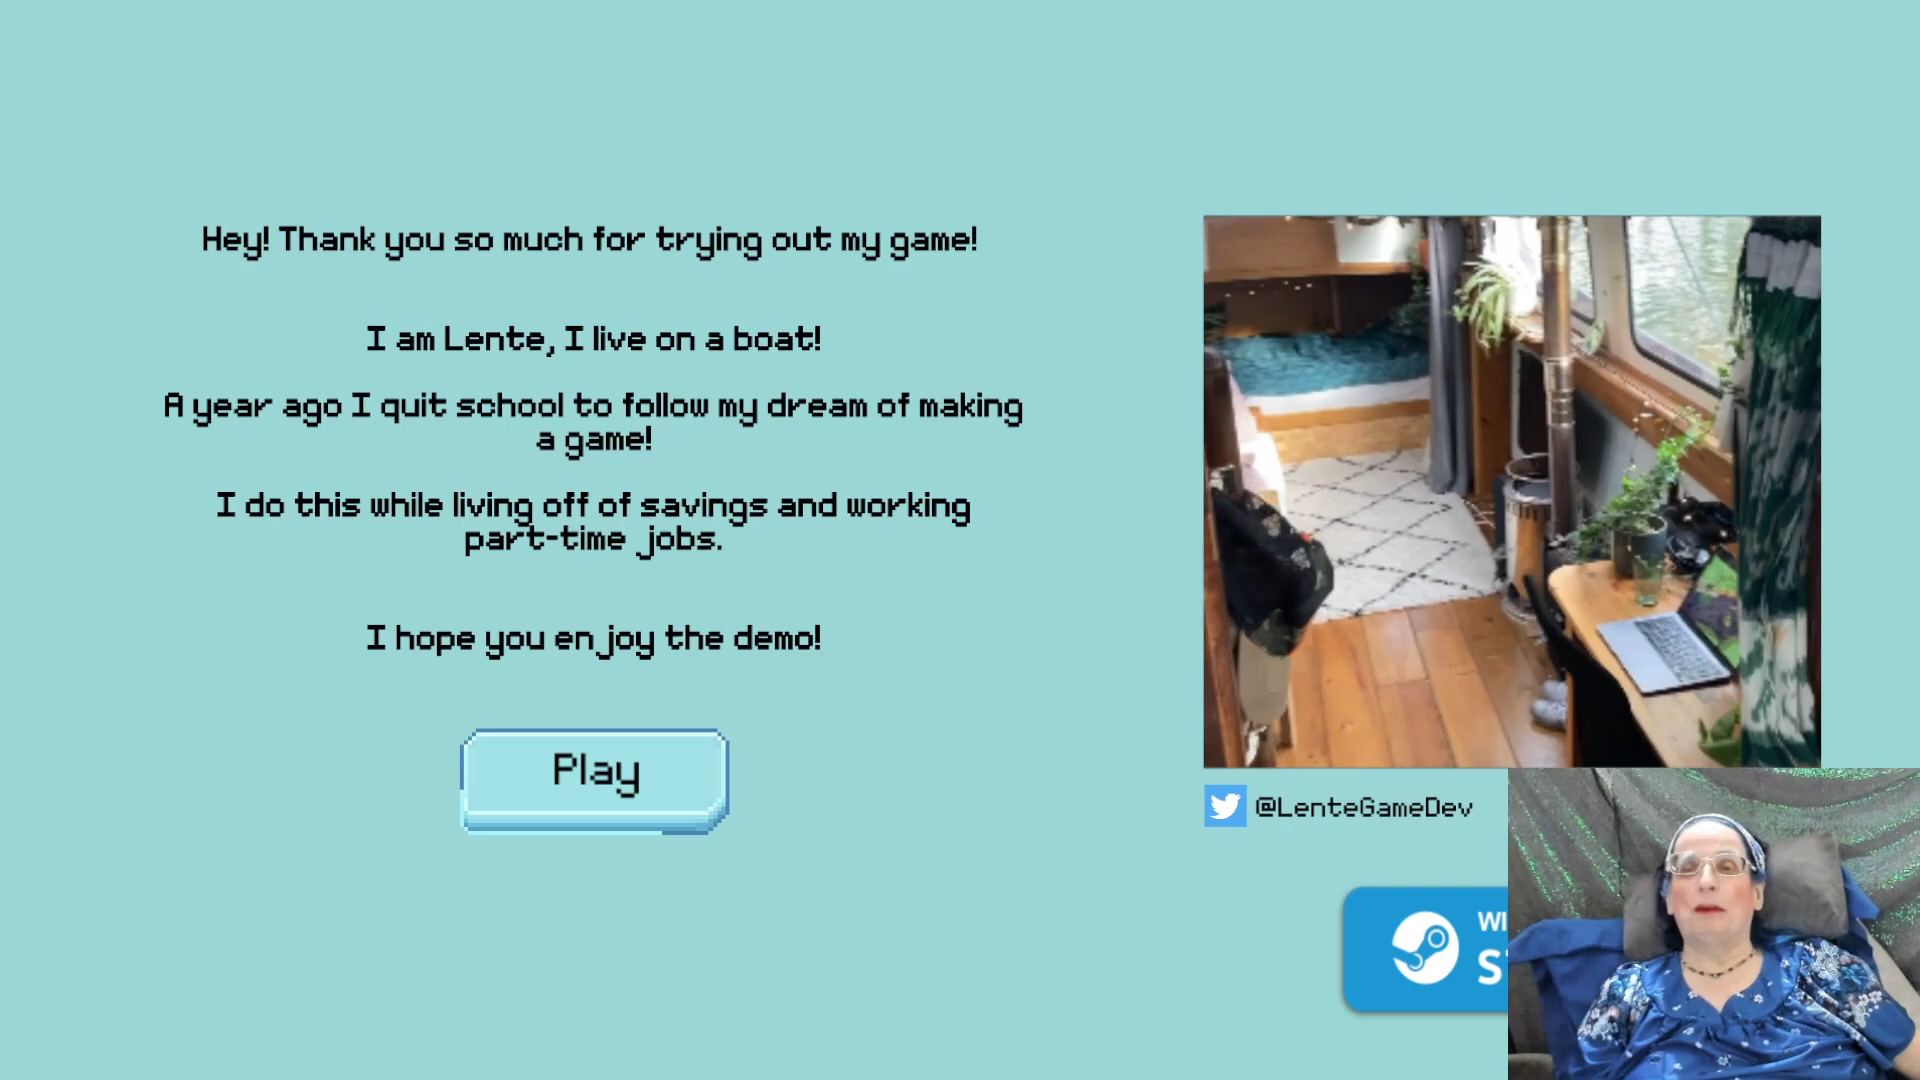 Hey! Thank you so much for trying out my game!
I am Lente, I live on a boat!
A year ago I quit school to follow my dream of making
a game!
I do this while living off of savings and working
part-time jobs.
I hope you enjoy the demo!
Play
@LenteGameDev